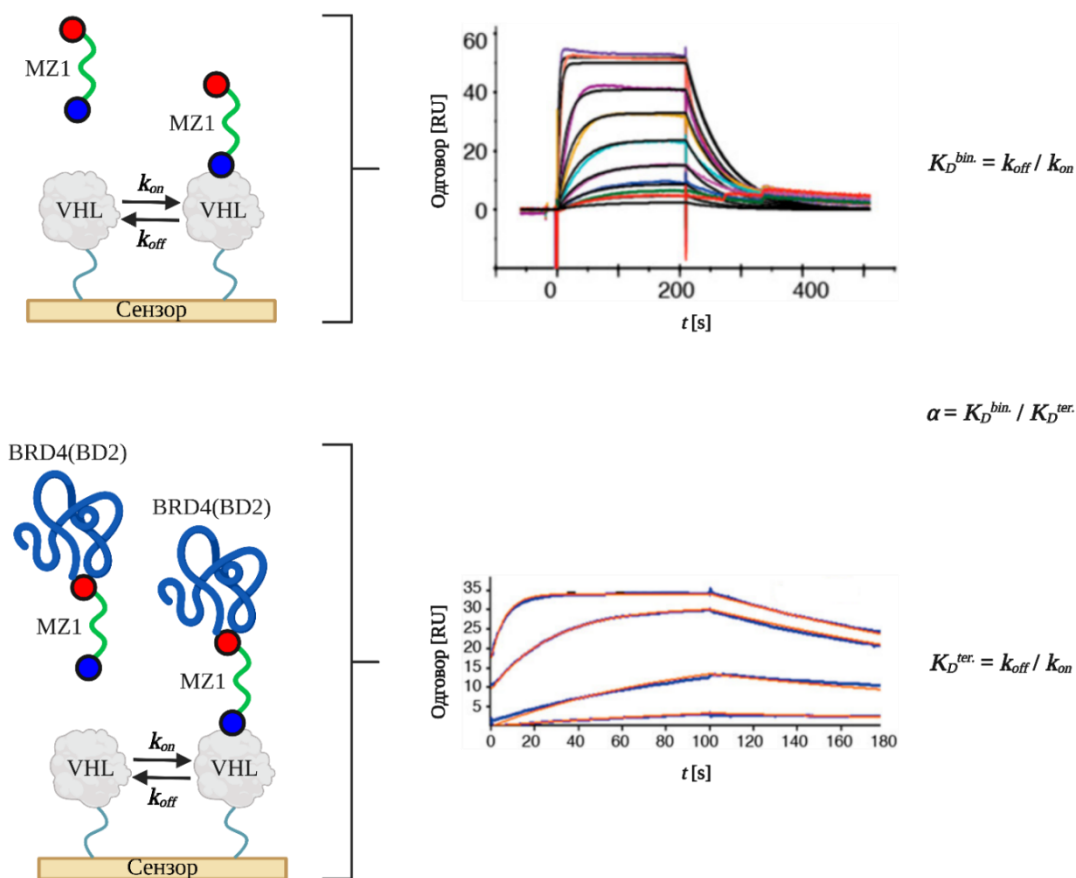 MZ1
MZ1
VHL
k_on
k_off
VHL
Сензор
Одговор [RU]
60
40
20
0
0
200
400
t [s]
K_D^bin. = k_off / k_on
α = K_D^bin. / K_D^ter.
BRD4(BD2)
BRD4(BD2)
MZ1
MZ1
VHL
k_on
k_off
VHL
Сензор
Одговор [RU]
35
30
25
20
15
10
5
0
20
40
60
80
100
120
140
160
180
t [s]
K_D^ter. = k_off / k_on